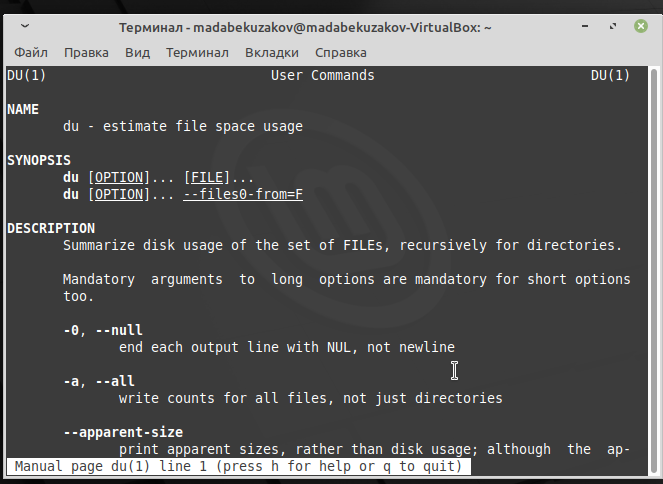 Терминал - madabekuzakov@madabekuzakov-VirtualBox: ~
Файл Правка Вид Терминал Вкладки Справка
DU(1) User Commands DU(1)
NAME
du - estimate file space usage
SYNOPSIS
du [OPTION]... [FILE]...
du [OPTION]... --files0-from=F
DESCRIPTION
Summarize disk usage of the set of FILEs, recursively for directories.
Mandatory arguments to long options are mandatory for short options
too.
-0, --null
end each output line with NUL, not newline
-a, --all
write counts for all files, not just directories
--apparent-size
print apparent sizes, rather than disk usage; although the ap-
Manual page du(1) line 1 (press h for help or q to quit)